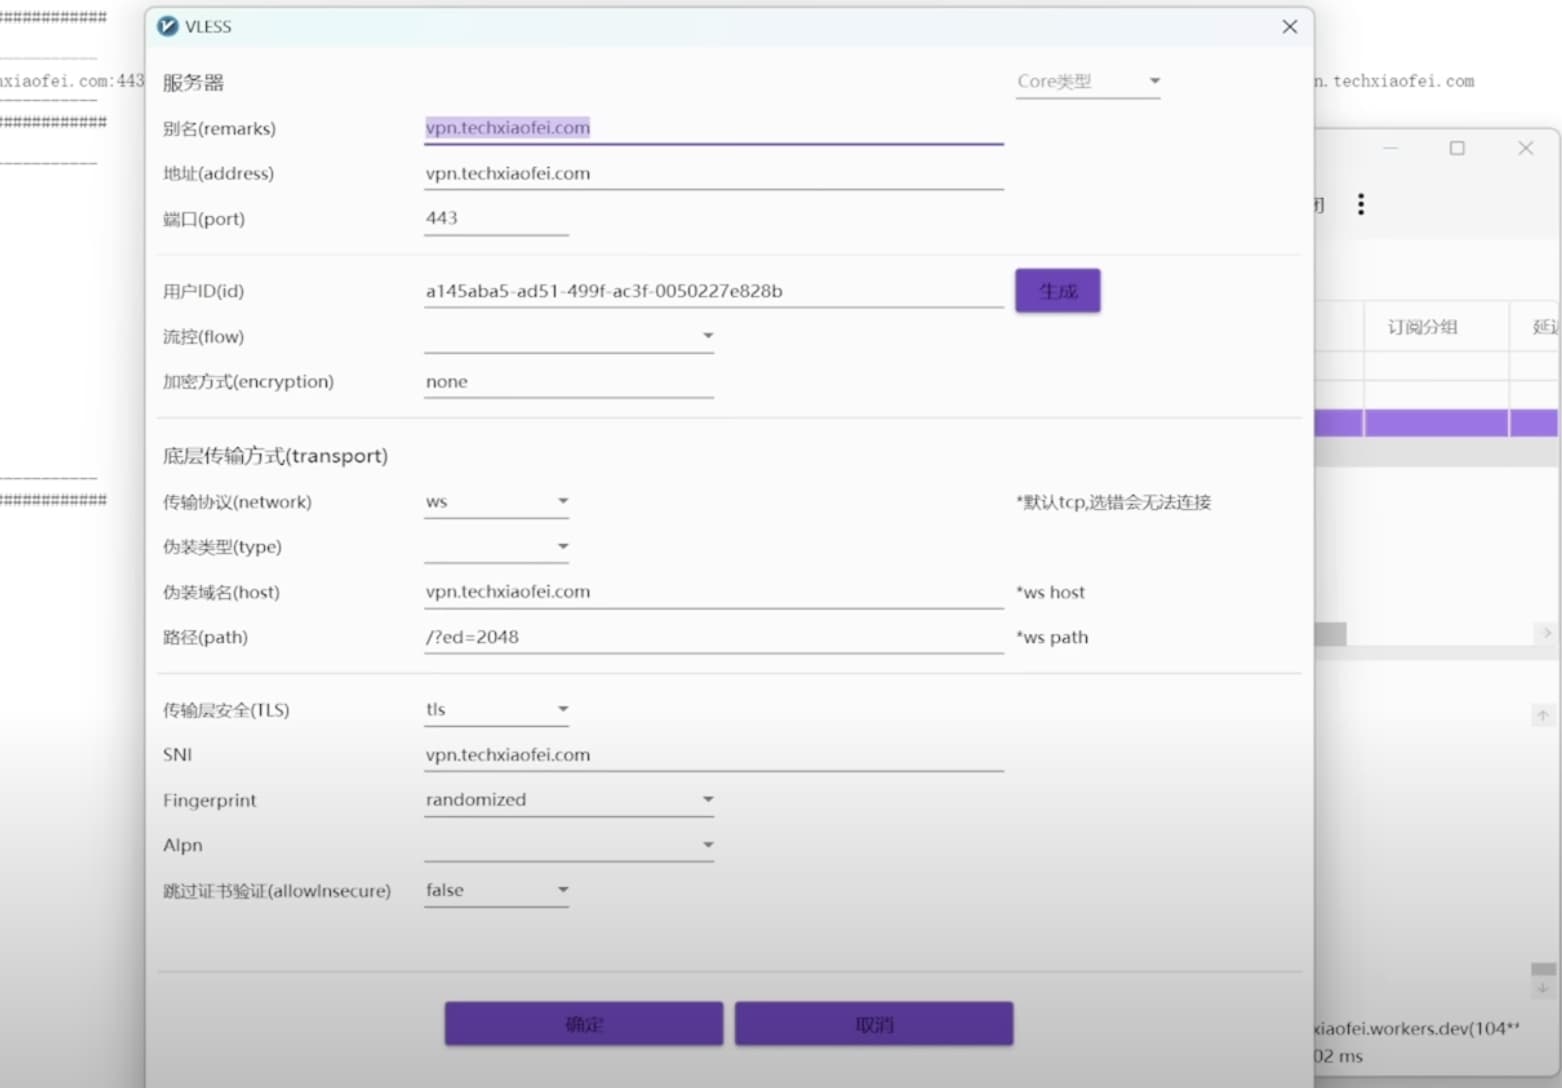 ############
VLESS
服务器
Core类型
xiaofei.com:443
n.techxiaofei.com
############
别名(remarks)
vpn.techxiaofei.com
地址(address)
vpn.techxiaofei.com
端口(port)
443
用户ID(id)
a145aba5-ad51-499f-ac3f-0050227e828b
生成
订阅分组
流控(flow)
加密方式(encryption)
none
底层传输方式(transport)
传输协议(network)
ws
*默认tcp,选错会无法连接
############
伪装类型(type)
伪装域名(host)
vpn.techxiaofei.com
*ws host
路径(path)
/?ed=2048
*ws path
传输层安全(TLS)
tls
SNI
vpn.techxiaofei.com
Fingerprint
randomized
Alpn
跳过证书验证(allowInsecure)
false
确定
取消
xiaofei.workers.dev(104**
02 ms